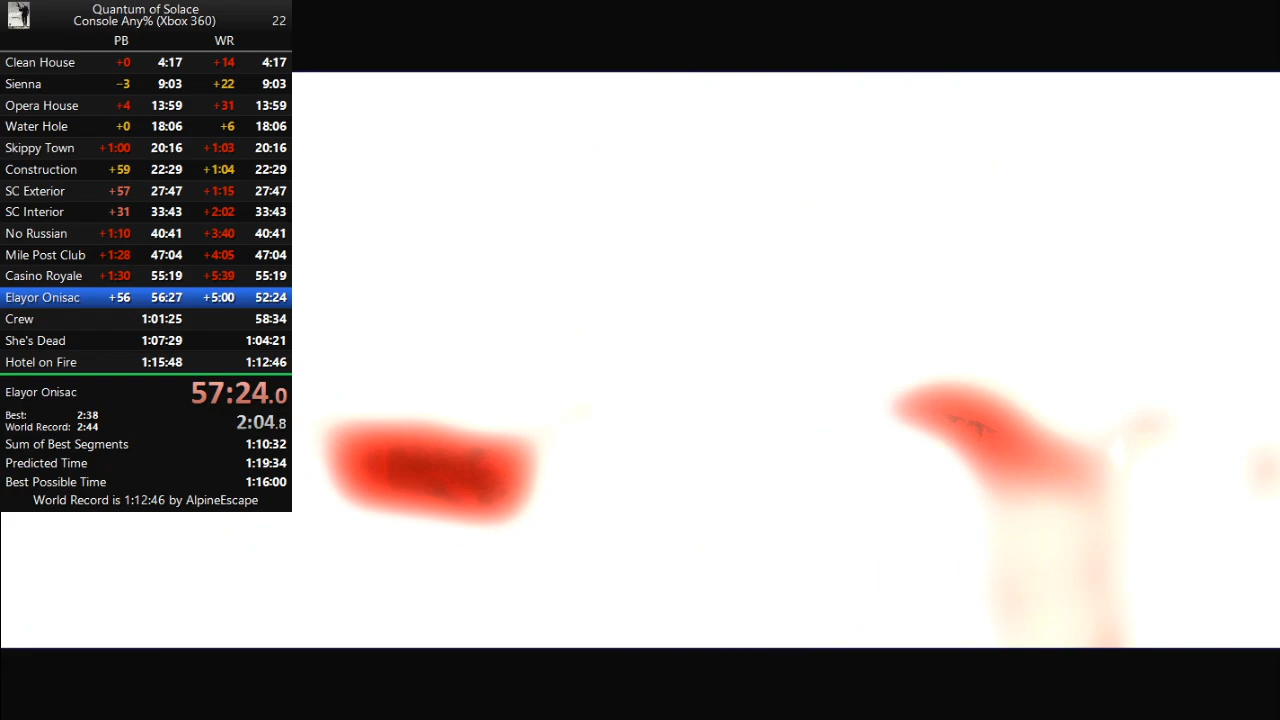 Quantum of Solace
Console Any% (Xbox 360) 22
PB WR
Clean House +0 4:17 +14 4:17
Sienna −3 9:03 +22 9:03
Opera House +4 13:59 +31 13:59
Water Hole +0 18:06 +6 18:06
Skippy Town +1:00 20:16 +1:03 20:16
Construction +59 22:29 +1:04 22:29
SC Exterior +57 27:47 +1:15 27:47
SC Interior +31 33:43 +2:02 33:43
No Russian +1:10 40:41 +3:40 40:41
Mile Post Club +1:28 47:04 +4:05 47:04
Casino Royale +1:30 55:19 +5:39 55:19
Elayor Onisac +56 56:27 +5:00 52:24
Crew 1:01:25 58:34
She's Dead 1:07:29 1:04:21
Hotel on Fire 1:15:48 1:12:46
Elayor Onisac 57:24.0
Best: 2:38
World Record: 2:44 2:04.8
Sum of Best Segments 1:10:32
Predicted Time 1:19:34
Best Possible Time 1:16:00
World Record is 1:12:46 by AlpineEscape